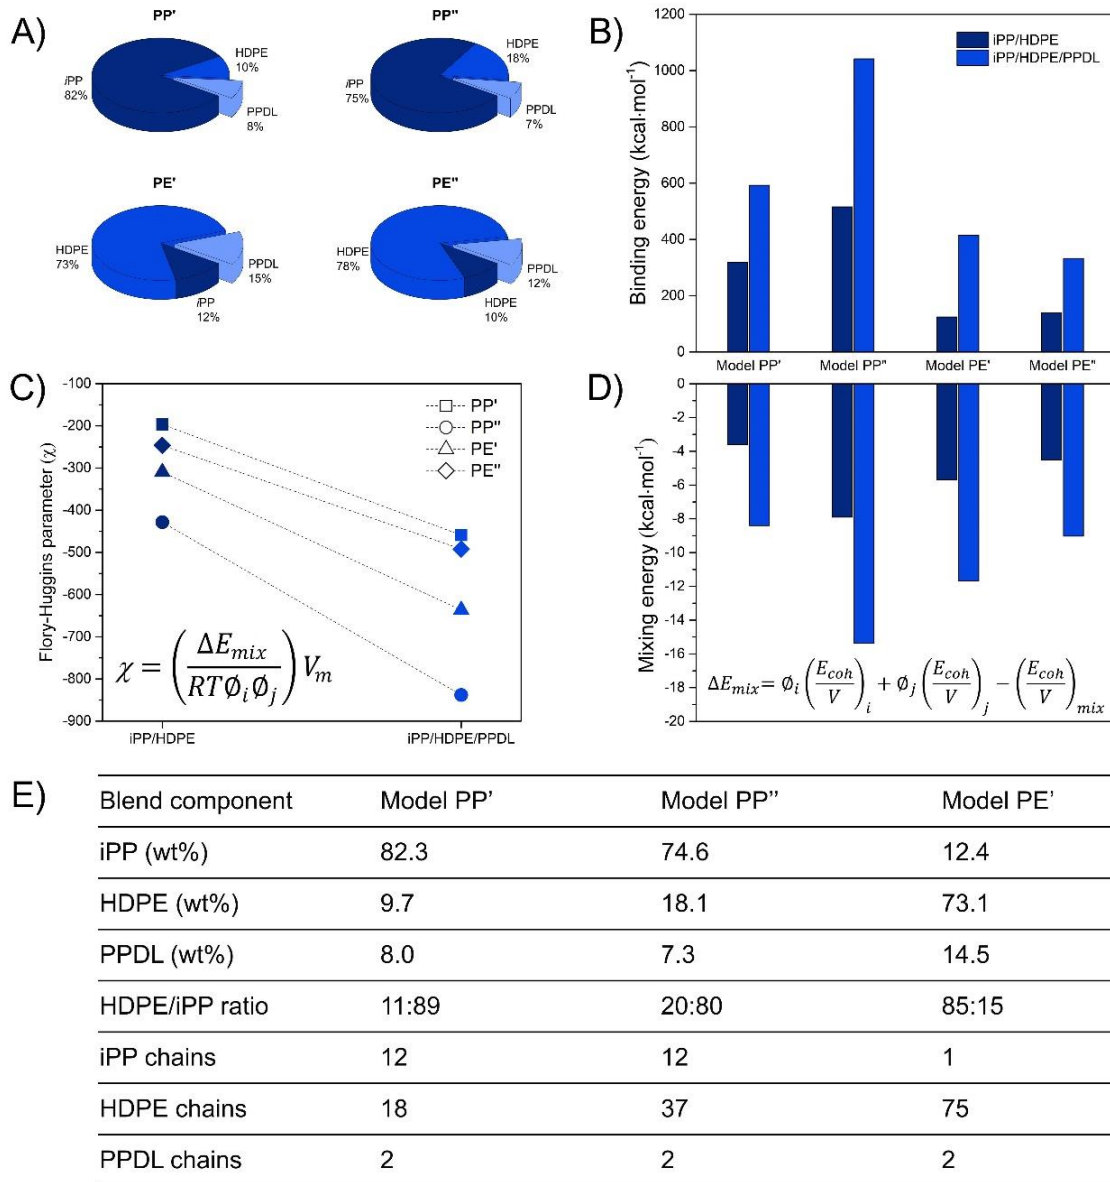 A)
PP'
HDPE
10%
iPP
82%
PPDL
8%
PP"
HDPE
18%
iPP
75%
PPDL
7%
PE'
HDPE
73%
PPDL
15%
iPP
12%
PE"
HDPE
78%
PPDL
12%
HDPE
10%
B)
Binding energy (kcal·mol⁻¹)
1200
1000
800
600
400
200
0
iPP/HDPE
iPP/HDPE/PPDL
Model PP'
Model PP"
Model PE'
Model PE"
C)
Flory-Huggins parameter (χ)
-100
-200
-300
-400
-500
-600
-700
-800
-900
PP'
PP"
PE'
PE"
χ = (ΔE_mix / RTØ_iØ_j) V_m
iPP/HDPE
iPP/HDPE/PPDL
D)
Mixing energy (kcal·mol⁻¹)
0
-2
-4
-6
-8
-10
-12
-14
-16
-18
-20
ΔE_mix = Ø_i (E_coh / V)_i + Ø_j (E_coh / V)_j − (E_coh / V)_mix
E)
Blend component Model PP' Model PP'' Model PE'
iPP (wt%) 82.3 74.6 12.4
HDPE (wt%) 9.7 18.1 73.1
PPDL (wt%) 8.0 7.3 14.5
HDPE/iPP ratio 11:89 20:80 85:15
iPP chains 12 12 1
HDPE chains 18 37 75
PPDL chains 2 2 2